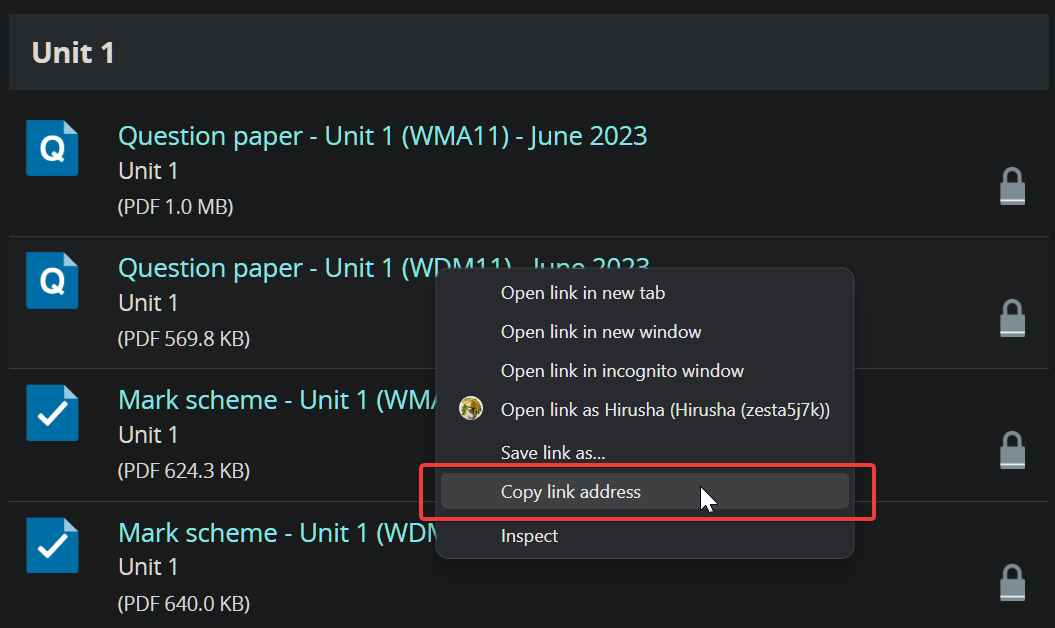 Unit 1
Q
Question paper - Unit 1 (WMA11) - June 2023
Unit 1
(PDF 1.0 MB)
Q
Question paper - Unit 1 (WDM11) - June 2023
Unit 1
(PDF 569.8 KB)
Mark scheme - Unit 1 (WMA
Unit 1
(PDF 624.3 KB)
Mark scheme - Unit 1 (WDM
Unit 1
(PDF 640.0 KB)
Open link in new tab
Open link in new window
Open link in incognito window
Open link as Hirusha (Hirusha (zesta5j7k))
Save link as...
Copy link address
Inspect